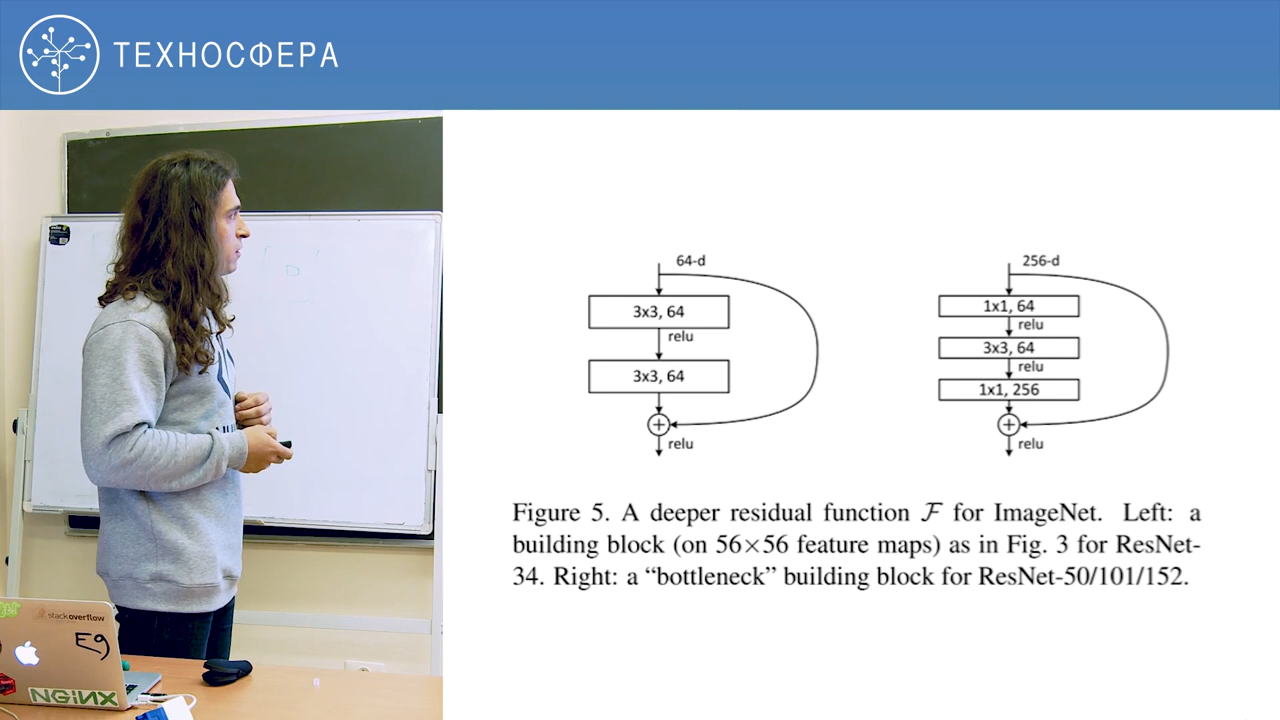 ТЕХНОСФЕРА
64-d
3x3, 64
relu
3x3, 64
relu
256-d
1x1, 64
relu
3x3, 64
relu
1x1, 256
relu
Figure 5. A deeper residual function F for ImageNet. Left: a
building block (on 56×56 feature maps) as in Fig. 3 for ResNet-
34. Right: a “bottleneck” building block for ResNet-50/101/152.
stackoverflow
E9
NGiNX